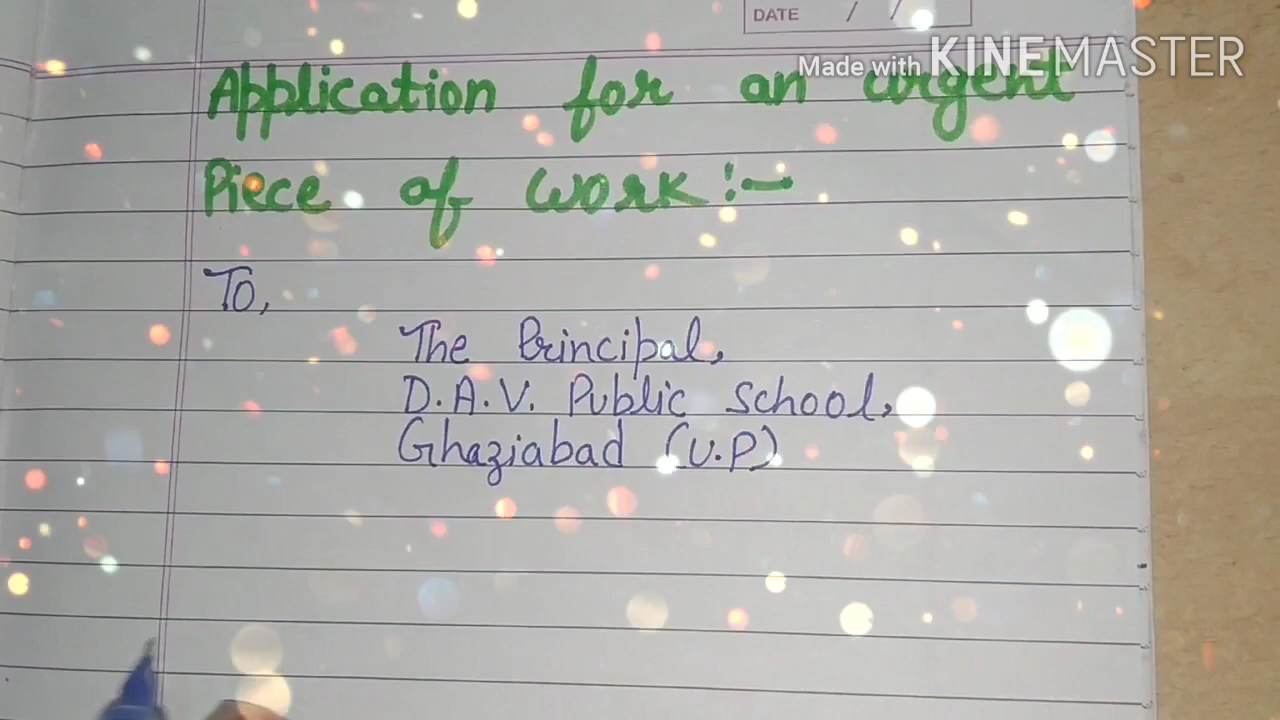 DATE / /
Made with KINEMASTER
Application for an urgent
Piece of work :-
To,
The Principal,
D.A.V. Public School,
Ghaziabad (U.P)